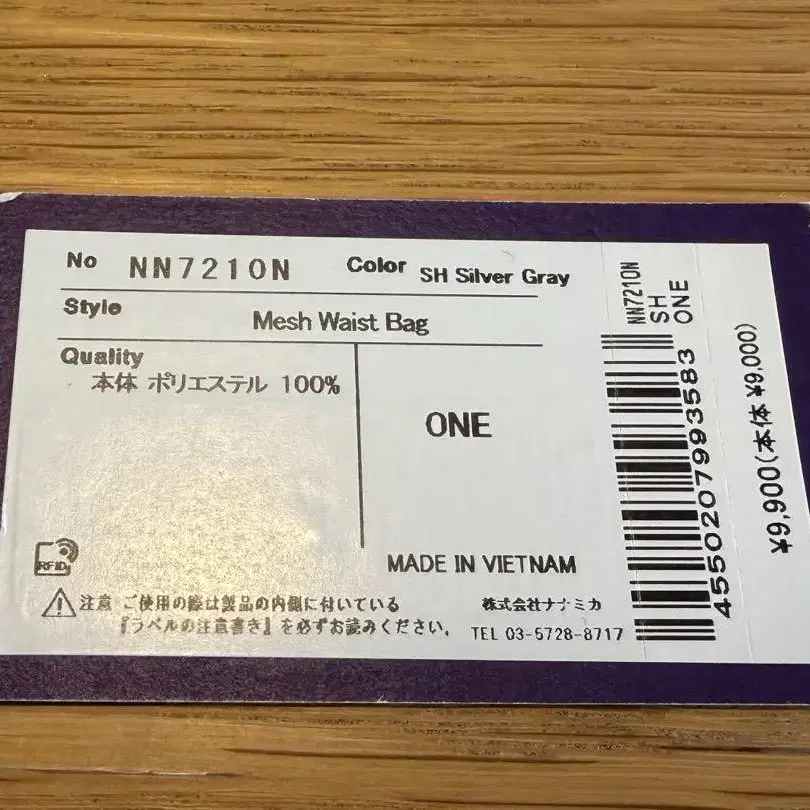 No NN7210N Color SH Silver Gray
Style Mesh Waist Bag
Quality
本体 ポリエステル 100%
ONE
MADE IN VIETNAM
RFID
注意 ご使用の際は製品の内側に付いている
『ラベルの注意書き』を必ずお読みください。
株式会社ナナミカ
TEL 03-5728-8717
NN7210N
SH
ONE
4550207993583
¥9,900(本体 ¥9,000)